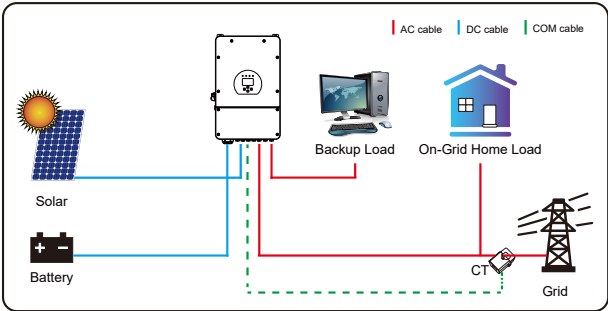 AC cable
DC cable
COM cable
Backup Load
On-Grid Home Load
Solar
Battery
CT
Grid